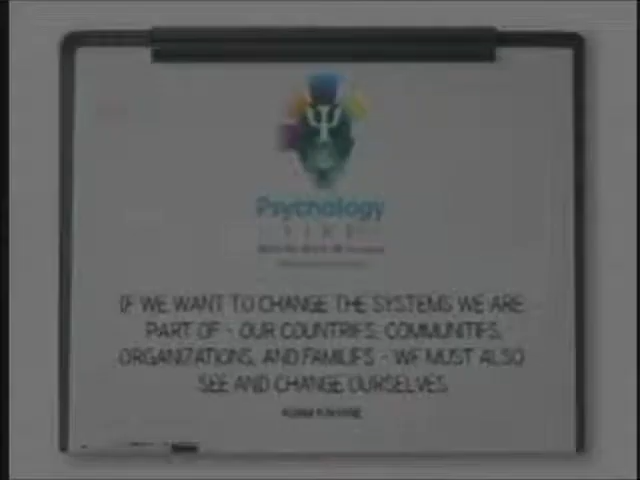 Ψ
Psychology
IF WE WANT TO CHANGE THE SYSTEMS WE ARE
PART OF - OUR COUNTRIES, COMMUNITIES,
ORGANIZATIONS, AND FAMILIES - WE MUST ALSO
SEE AND CHANGE OURSELVES